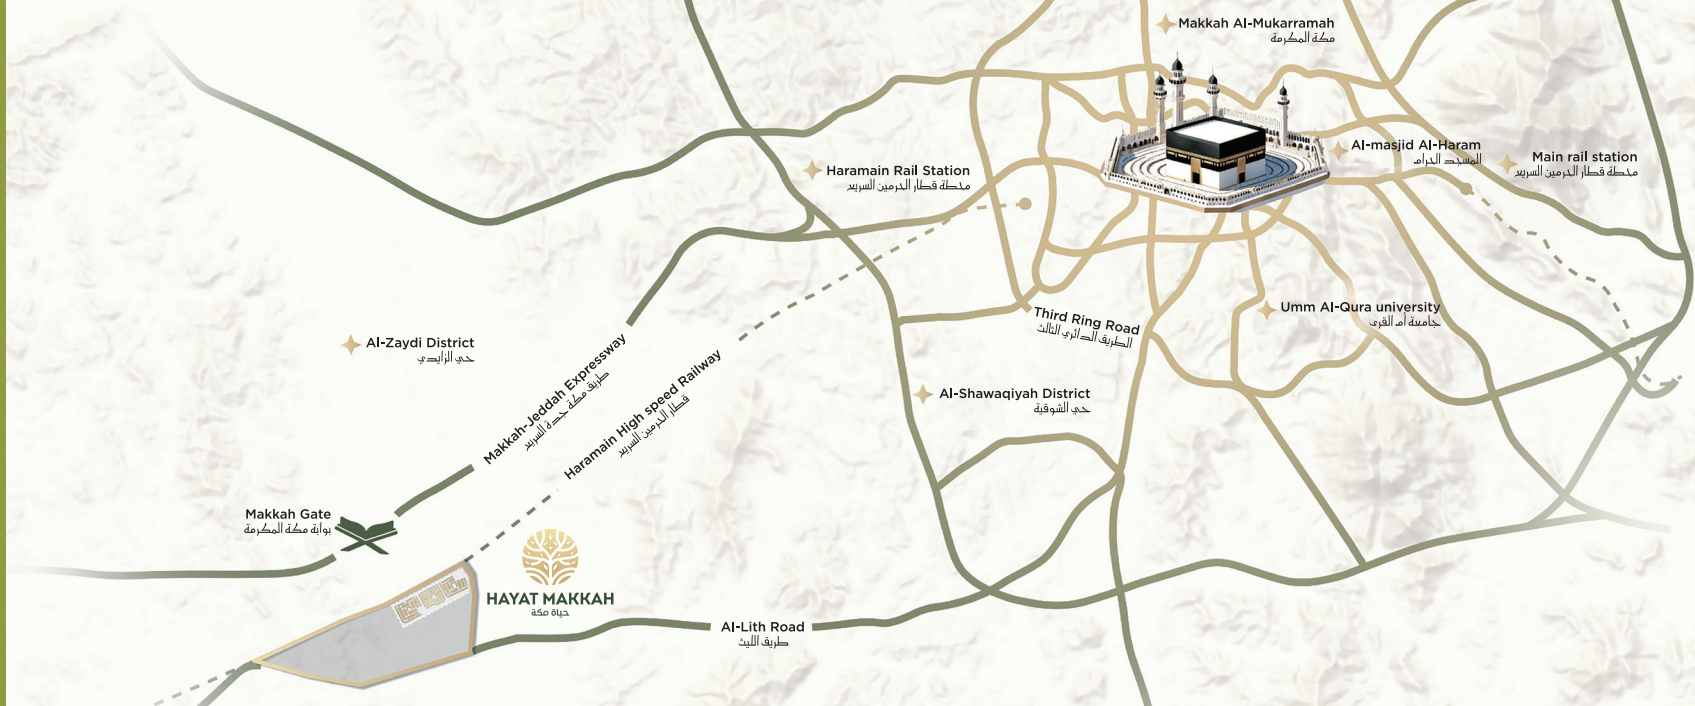 Makkah Al-Mukarramah
مكة المكرمة
Al-masjid Al-Haram
المسجد الحرام
Main rail station
محطة قطار الحرمين السريع
Haramain Rail Station
محطة قطار الحرمين السريع
Umm Al-Qura university
جامعة أم القرى
Third Ring Road
الطريق الدائري الثالث
Al-Zaydi District
حي الزايدي
Makkah-Jeddah Expressway
طريق مكة جدة السريع
Haramain High speed Railway
قطار الحرمين السريع
Al-Shawaqiyah District
حي الشوقية
Makkah Gate
بوابة مكة المكرمة
HAYAT MAKKAH
حياة مكة
Al-Lith Road
طريق الليث